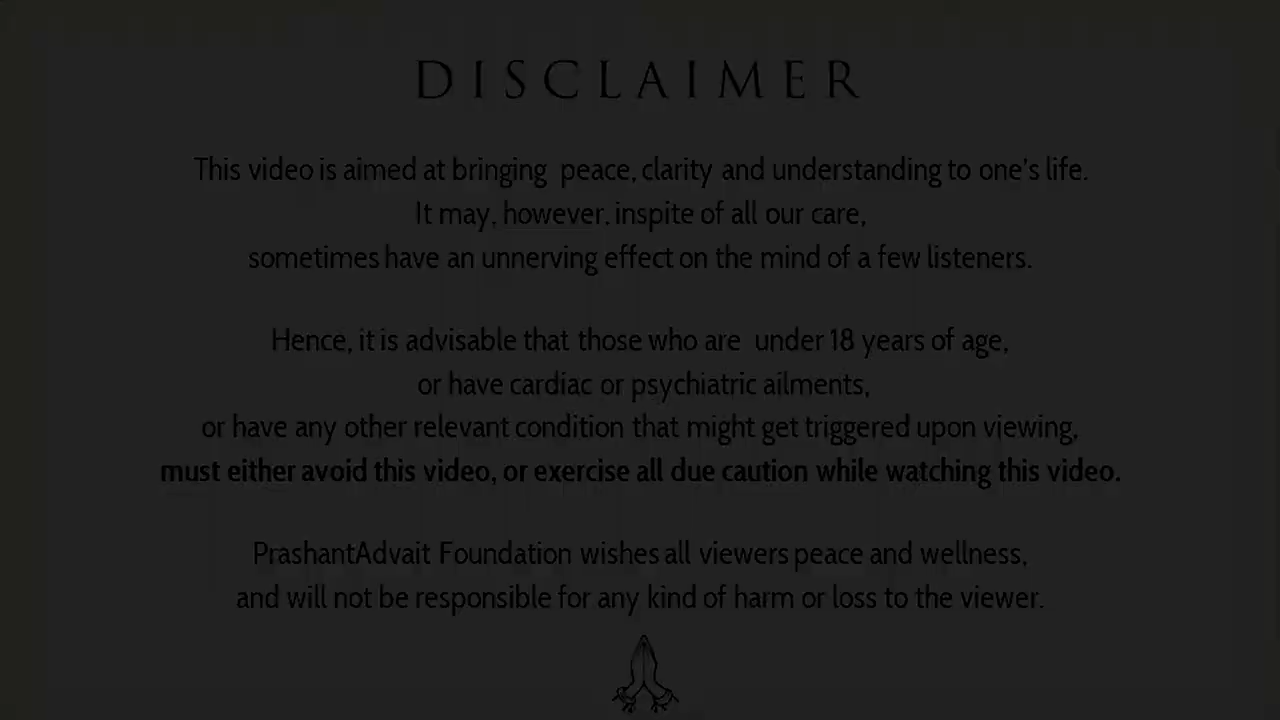 DISCLAIMER
This video is aimed at bringing peace, clarity and understanding to one's life.
It may, however, inspite of all our care,
sometimes have an unnerving effect on the mind of a few listeners.
Hence, it is advisable that those who are under 18 years of age,
or have cardiac or psychiatric ailments,
or have any other relevant condition that might get triggered upon viewing,
must either avoid this video, or exercise all due caution while watching this video.
PrashantAdvait Foundation wishes all viewers peace and wellness,
and will not be responsible for any kind of harm or loss to the viewer.